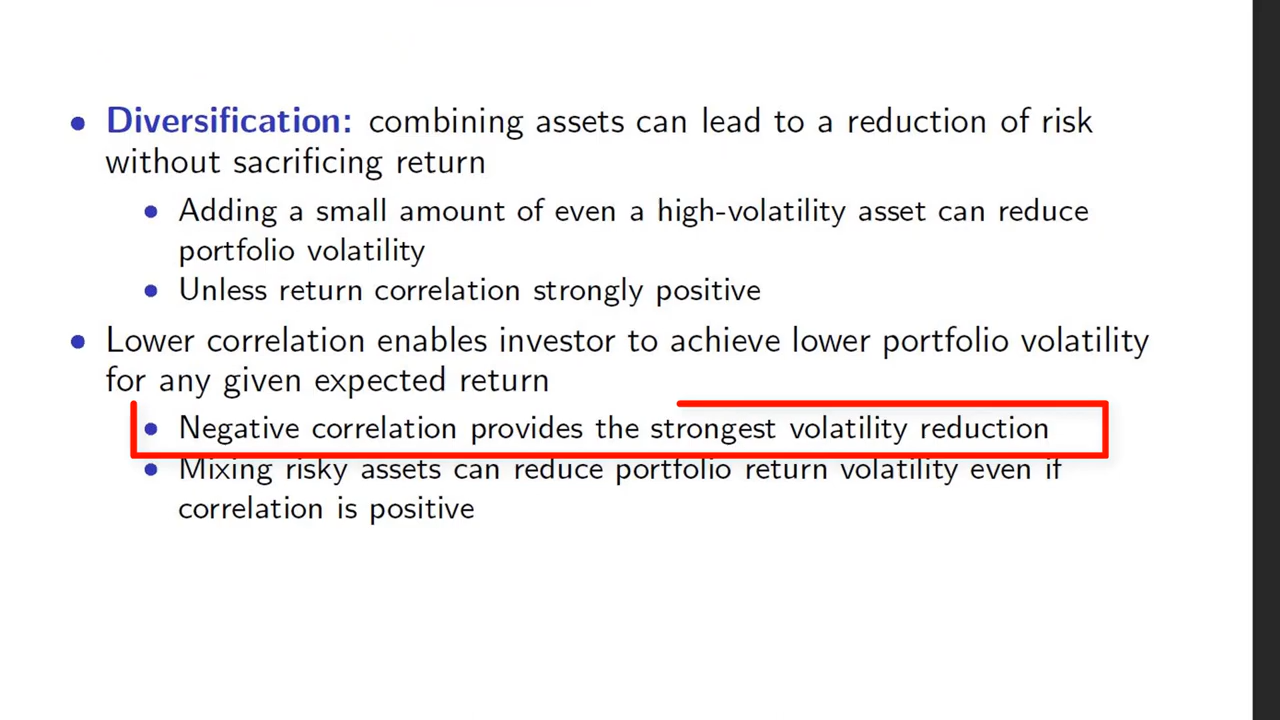 • Diversification: combining assets can lead to a reduction of risk
without sacrificing return
• Adding a small amount of even a high-volatility asset can reduce
portfolio volatility
• Unless return correlation strongly positive
• Lower correlation enables investor to achieve lower portfolio volatility
for any given expected return
• Negative correlation provides the strongest volatility reduction
• Mixing risky assets can reduce portfolio return volatility even if
correlation is positive